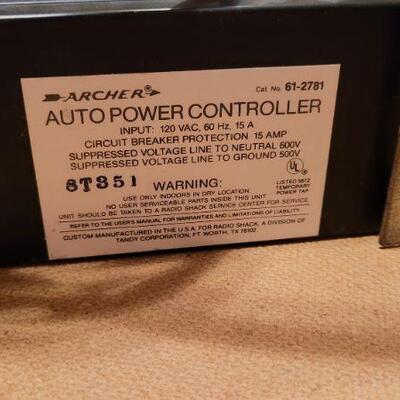 ARCHER®
Cat. No. 61-2781
AUTO POWER CONTROLLER
INPUT: 120 VAC, 60 Hz, 15 A
CIRCUIT BREAKER PROTECTION 15 AMP
SUPPRESSED VOLTAGE LINE TO NEUTRAL 600V
SUPPRESSED VOLTAGE LINE TO GROUND 500V
8T351
WARNING:
USE ONLY INDOORS IN DRY LOCATION.
NO USER SERVICEABLE PARTS INSIDE THIS UNIT
UNIT SHOULD BE TAKEN TO A RADIO SHACK SERVICE CENTER FOR SERVICE.
UL
LISTED 961Z
TEMPORARY
POWER TAP
REFER TO THE USER'S MANUAL FOR WARRANTIES AND LIMITATIONS OF LIABILITY.
CUSTOM MANUFACTURED IN THE U.S.A. FOR RADIO SHACK, A DIVISION OF
TANDY CORPORATION, FT. WORTH, TX 76102.